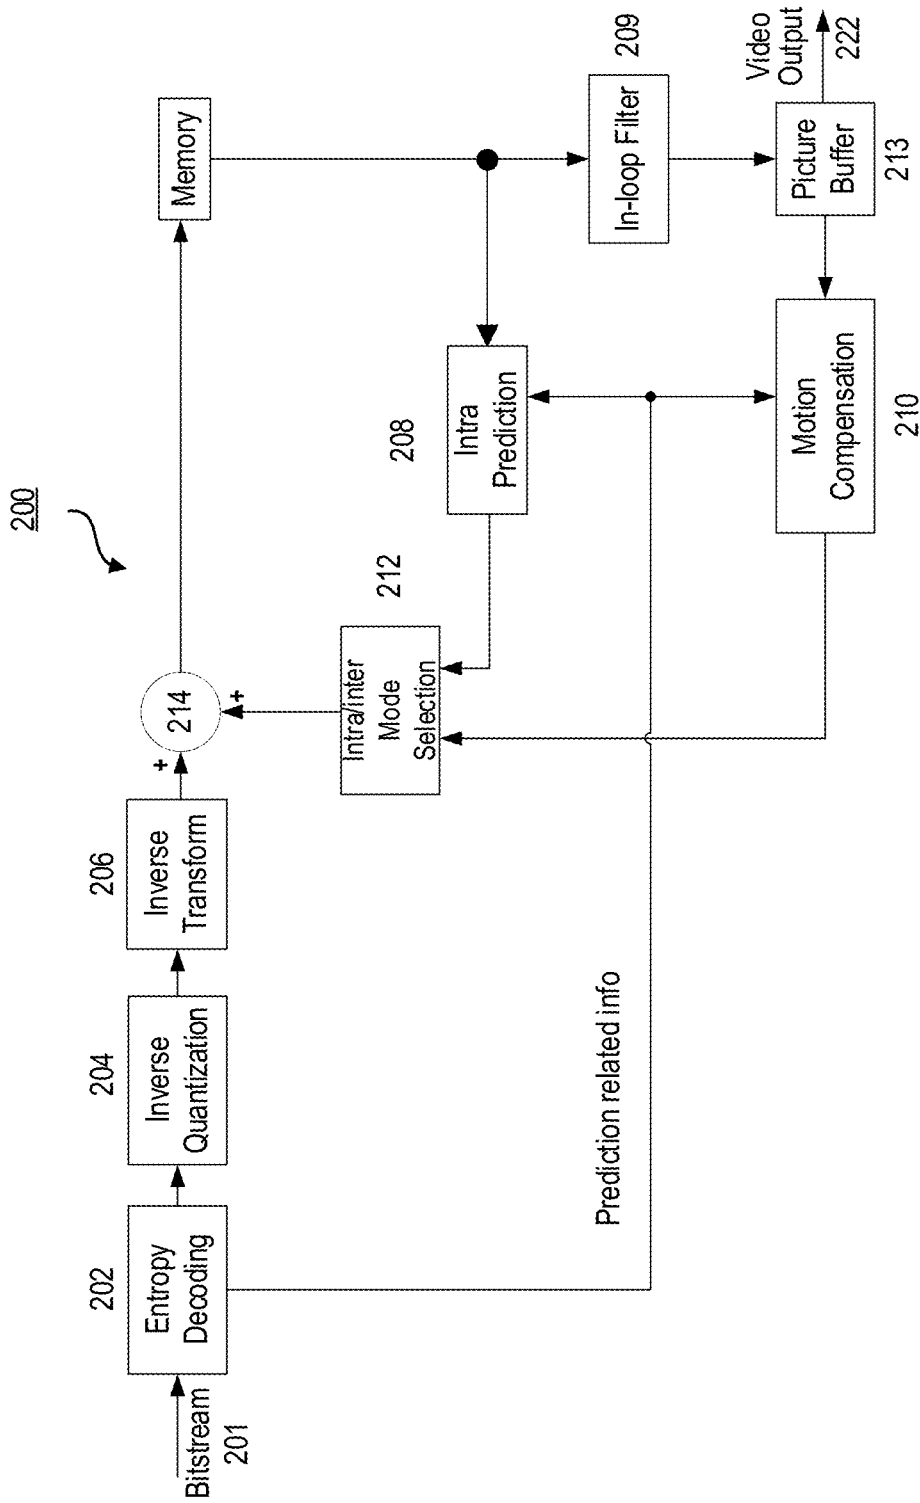 200
202
204
206
Bitstream
201
Entropy
Decoding
Inverse
Quantization
Inverse
Transform
+
214
+
Memory
Intra/inter
Mode
Selection
212
208
Intra
Prediction
209
In-loop Filter
Prediction related info
Motion
Compensation
210
Picture
Buffer
213
Video
Output
222